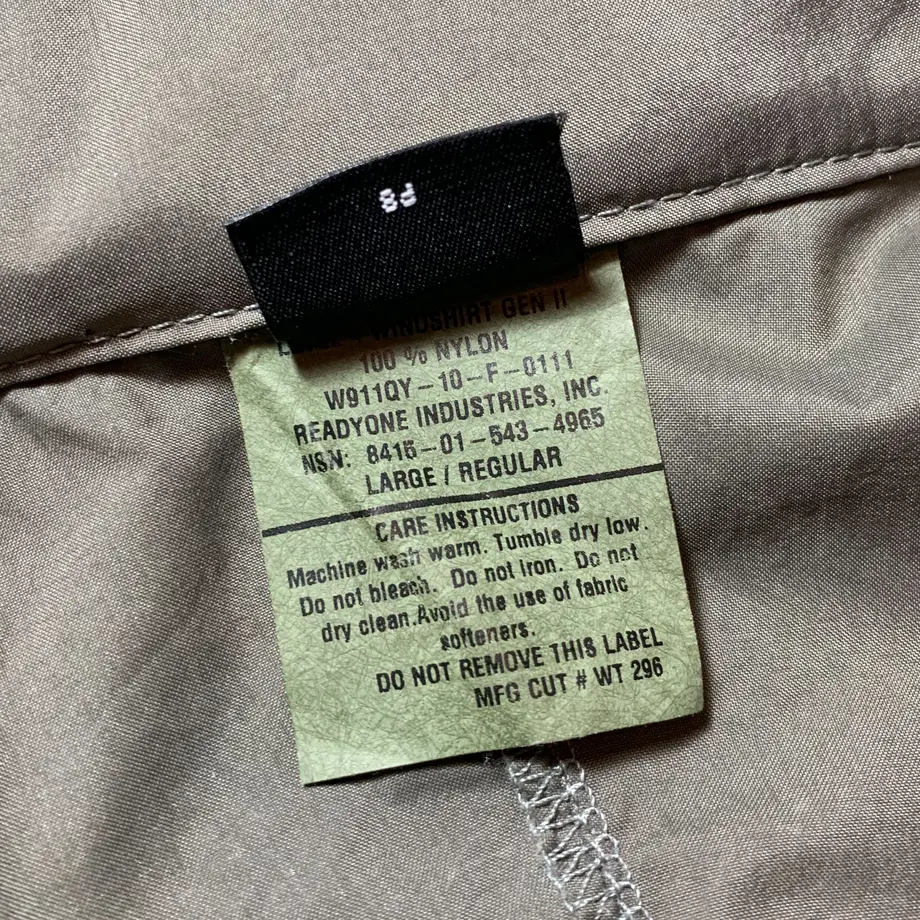 P8
WINDSHIRT GEN II
100 % NYLON
W911QY-10-F-0111
READYONE INDUSTRIES, INC.
NSN: 8415-01-543-4965
LARGE / REGULAR
CARE INSTRUCTIONS
Machine wash warm. Tumble dry low.
Do not bleach. Do not Iron. Do not
dry clean.Avoid the use of fabric
softeners.
DO NOT REMOVE THIS LABEL
MFG CUT # WT 296